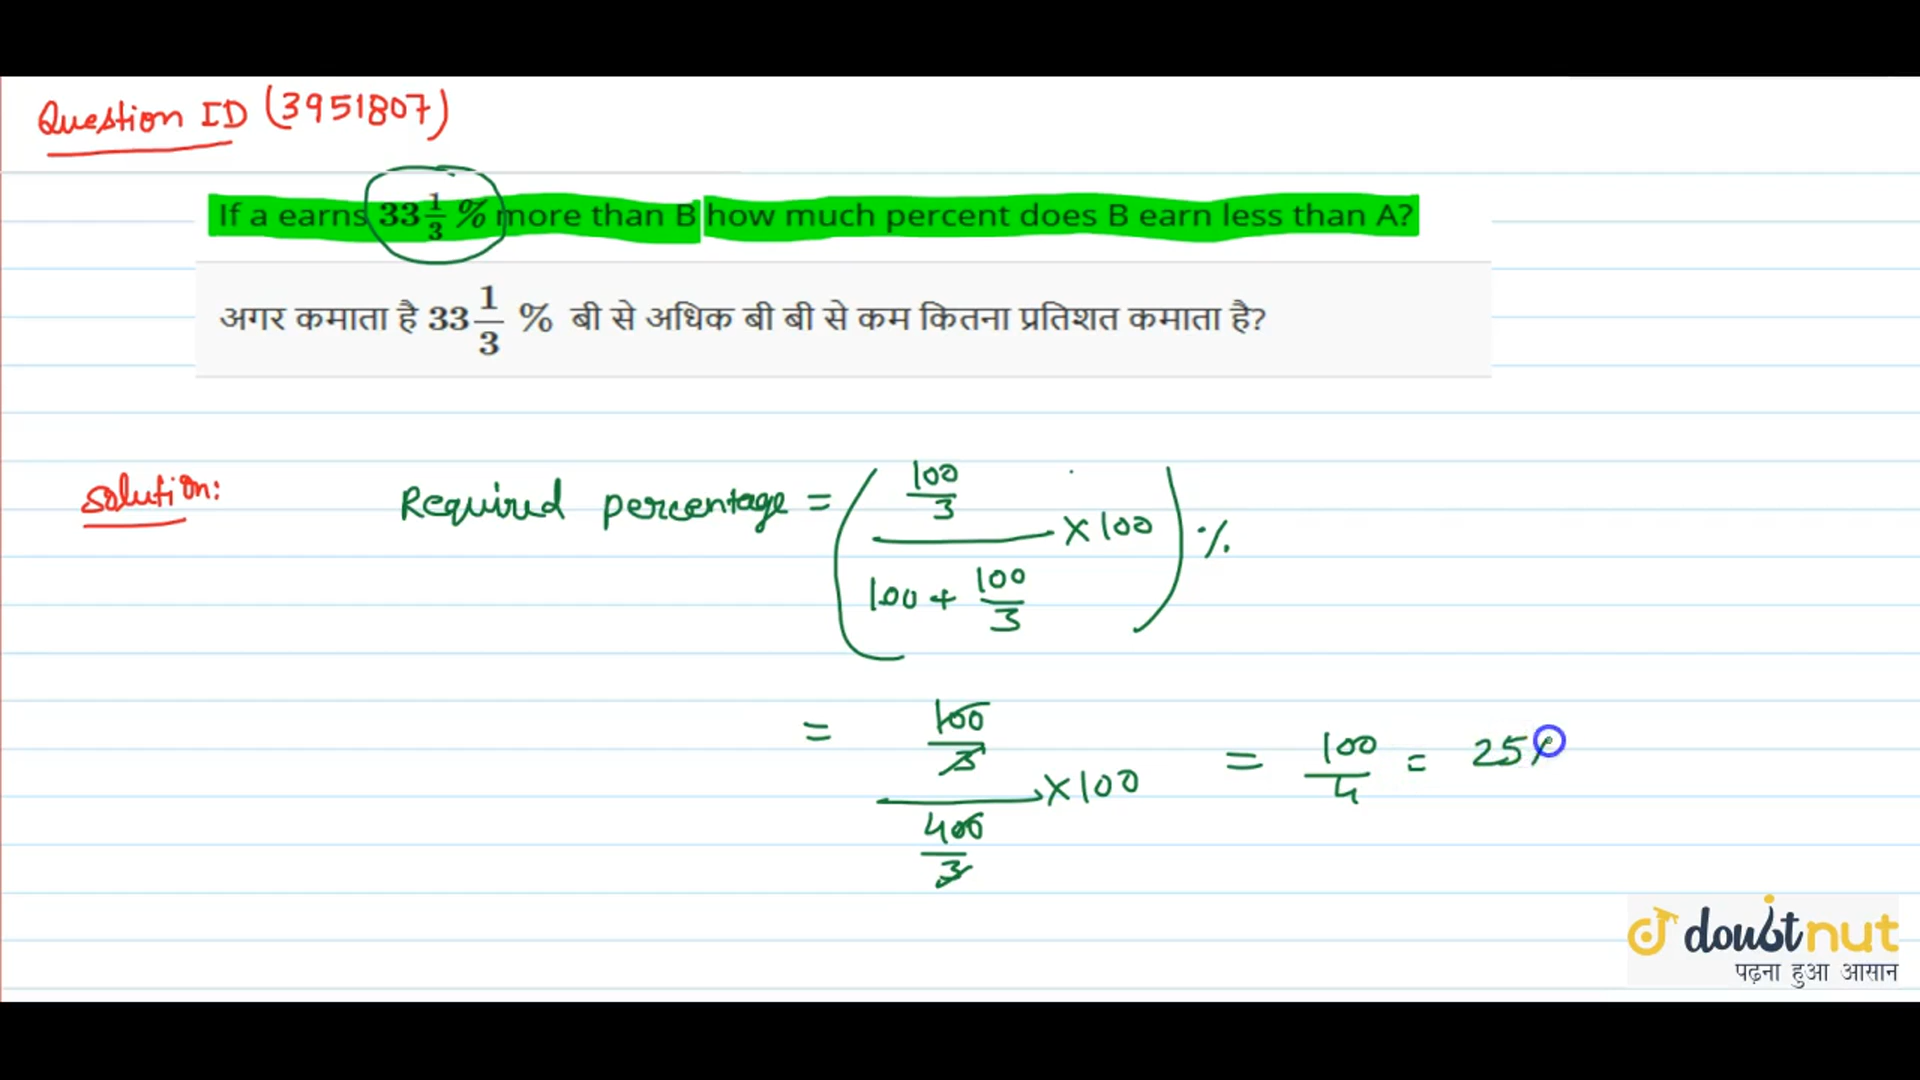 Question ID (3951807)
If a earns 33 1/3 % more than B how much percent does B earn less than A?
अगर कमाता है 33 1/3 % बी से अधिक बी बी से कम कितना प्रतिशत कमाता है?
Solution: Required percentage = ( (100/3) / (100 + 100/3) × 100 ) %
= (100/3) / (400/3) × 100 = 100/4 = 25%
doubtnut
पढ़ना हुआ आसान